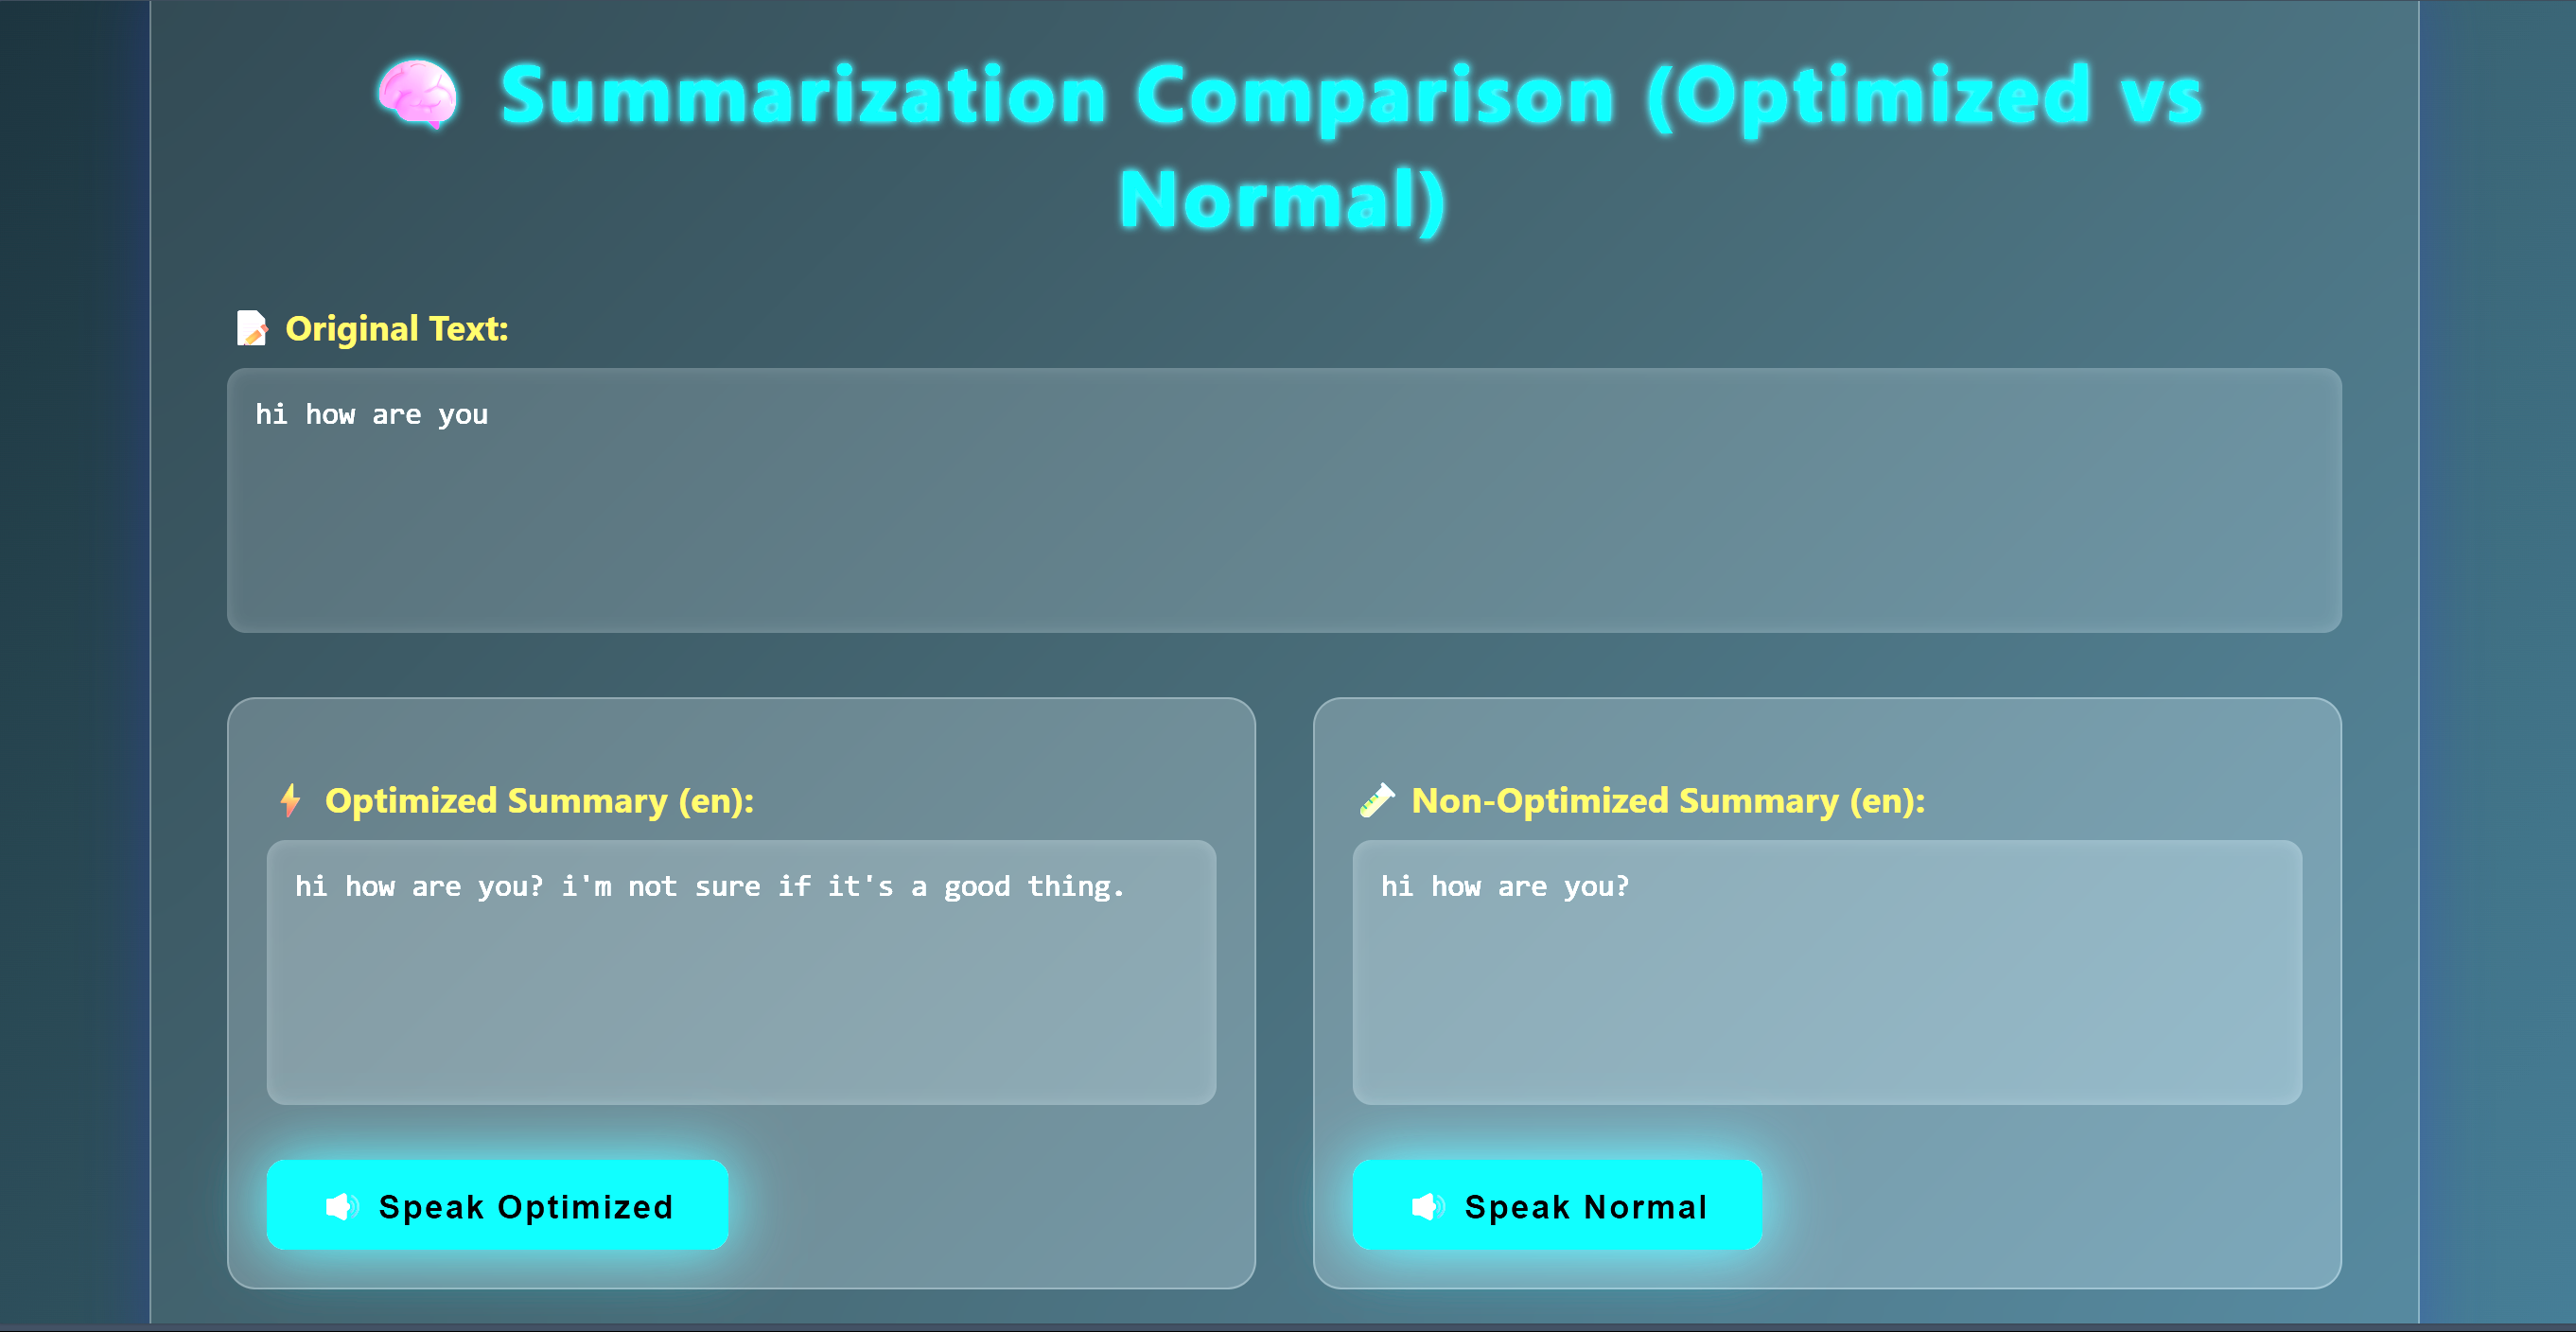 🧠 Summarization Comparison (Optimized vs
Normal)
📝 Original Text:
hi how are you
⚡ Optimized Summary (en):
hi how are you? i'm not sure if it's a good thing.
🔊 Speak Optimized
🧪 Non-Optimized Summary (en):
hi how are you?
🔊 Speak Normal